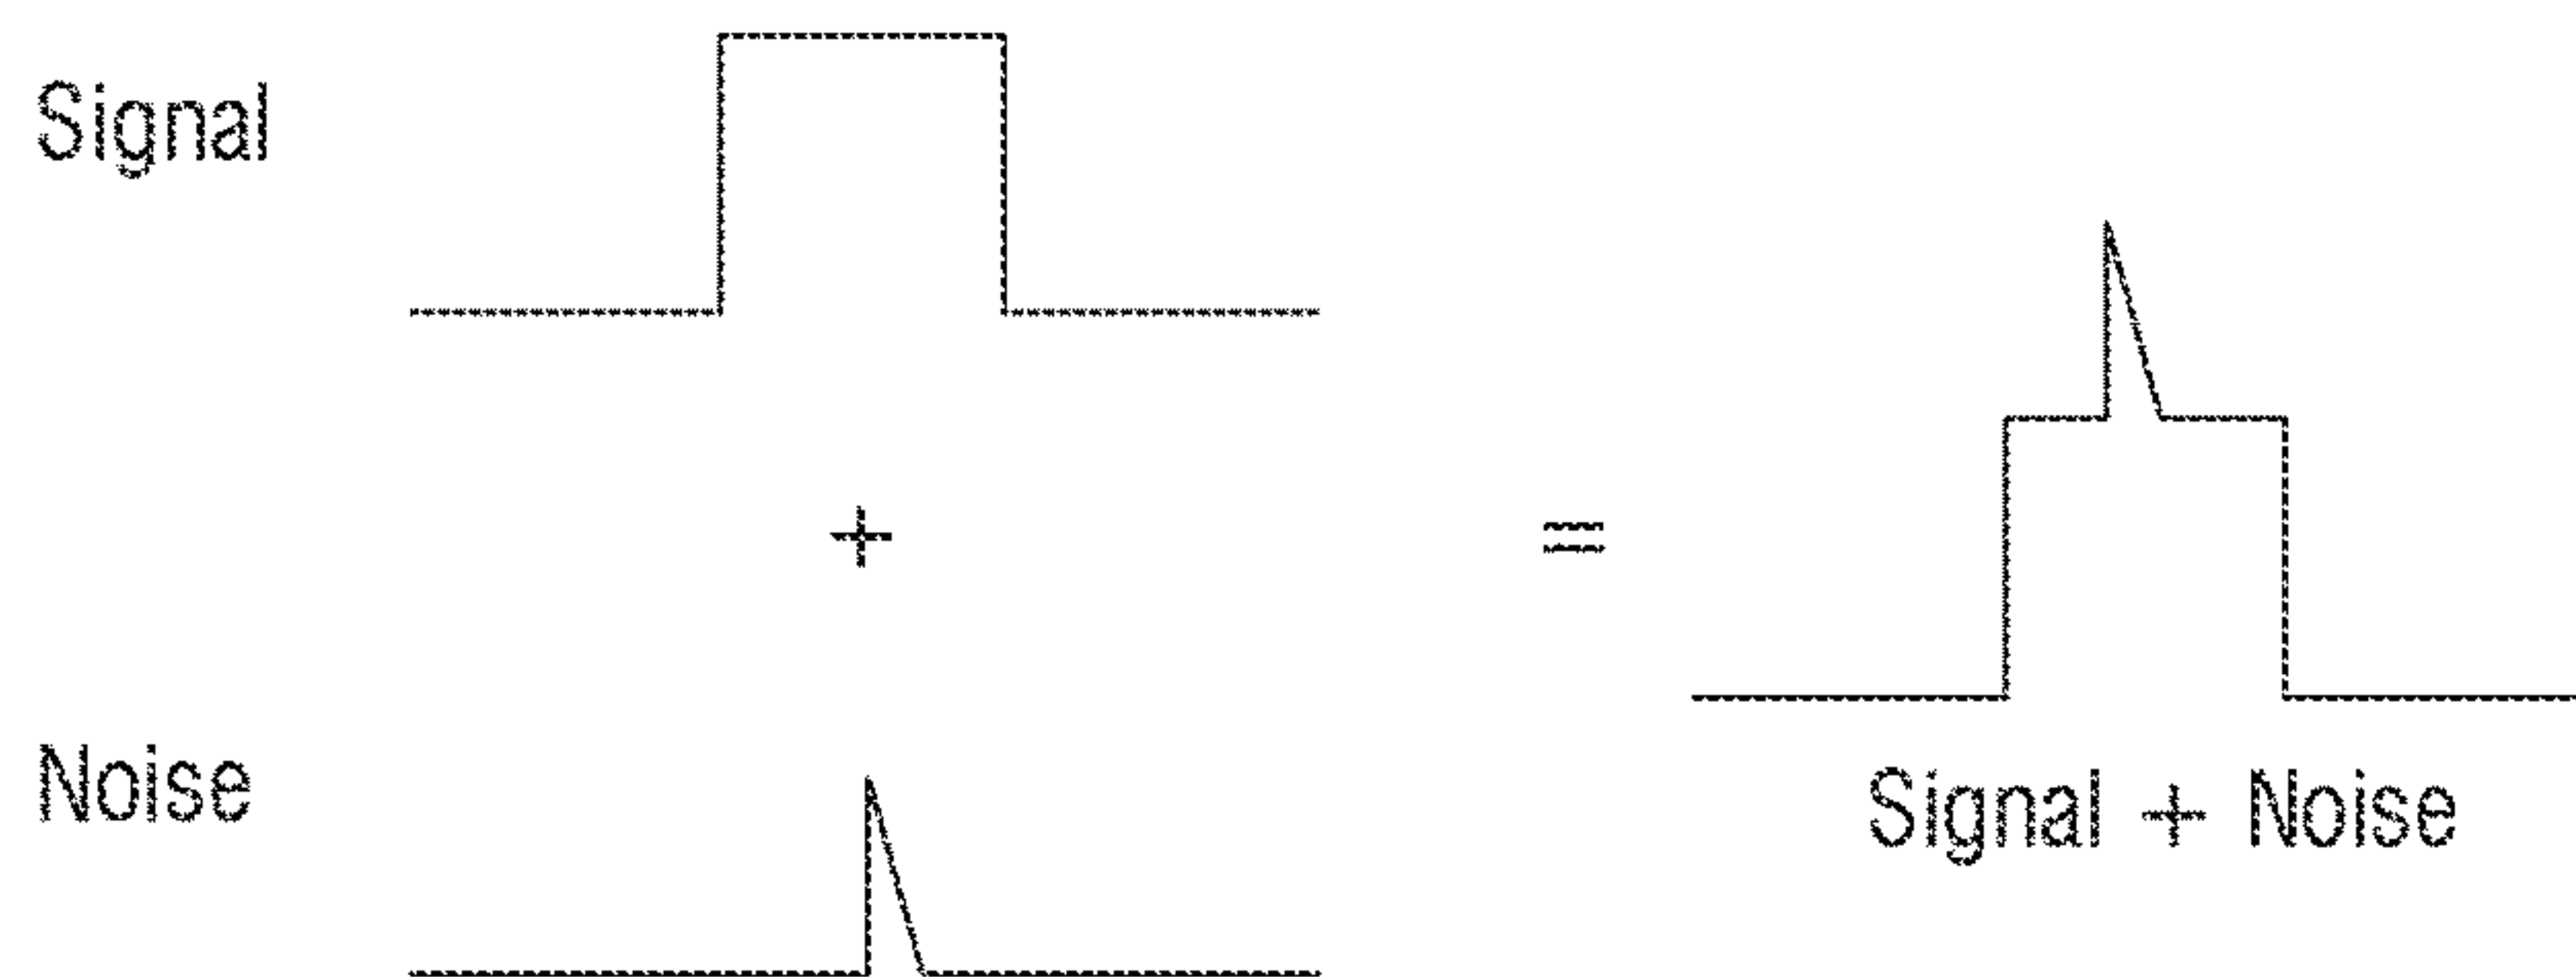 Signal
+
=
Noise
Signal + Noise